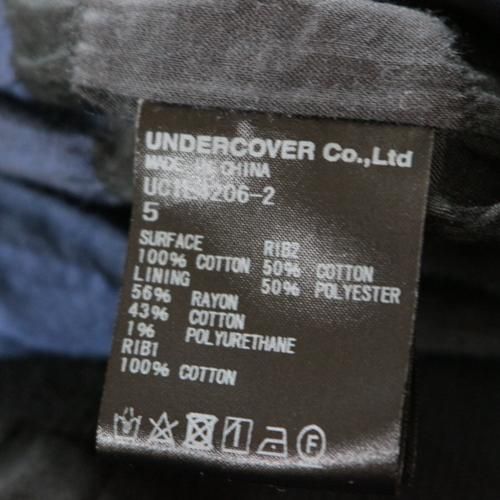 UNDERCOVER Co.,Ltd
MADE IN CHINA
5
SURFACE
100% COTTON
LINING
56% RAYON
43% COTTON
1% POLYURETHANE
RIB1
100% COTTON
RIB2
50% COTTON
50% POLYESTER
F